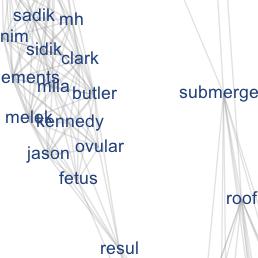 sadik mh
nim
sidik
clark
ements
mila
butler
submerge
melek
kennedy
jason
ovular
fetus
roof
resul